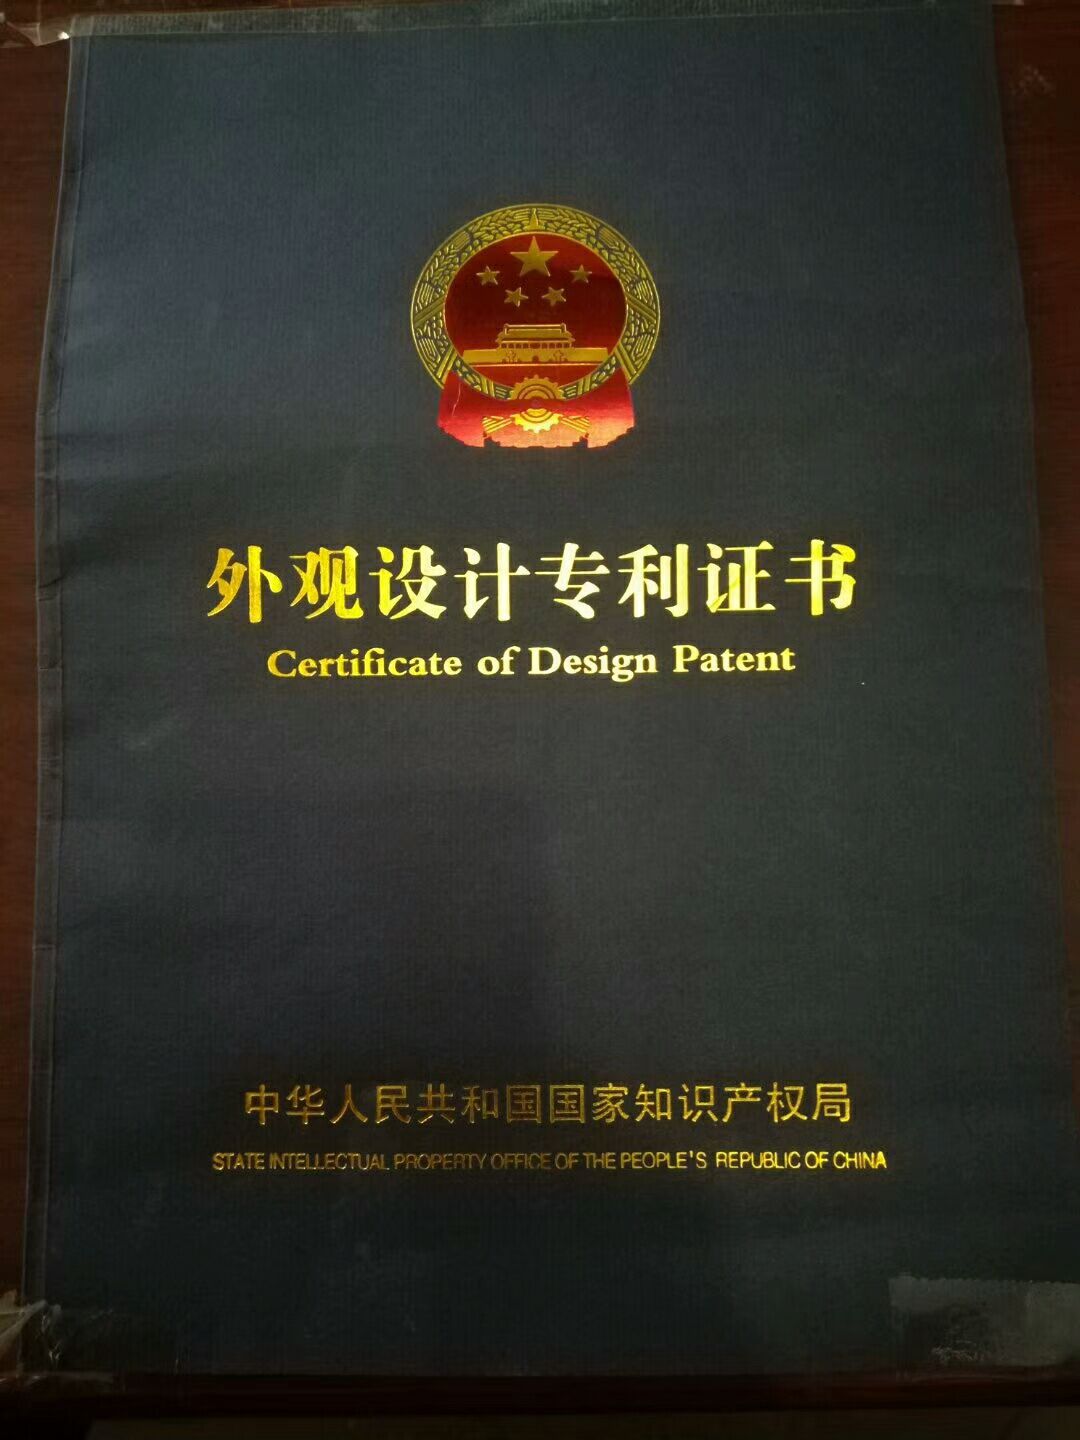 外观设计专利证书
Certificate of Design Patent
中华人民共和国国家知识产权局
STATE INTELLECTUAL PROPERTY OFFICE OF THE PEOPLE'S REPUBLIC OF CHINA